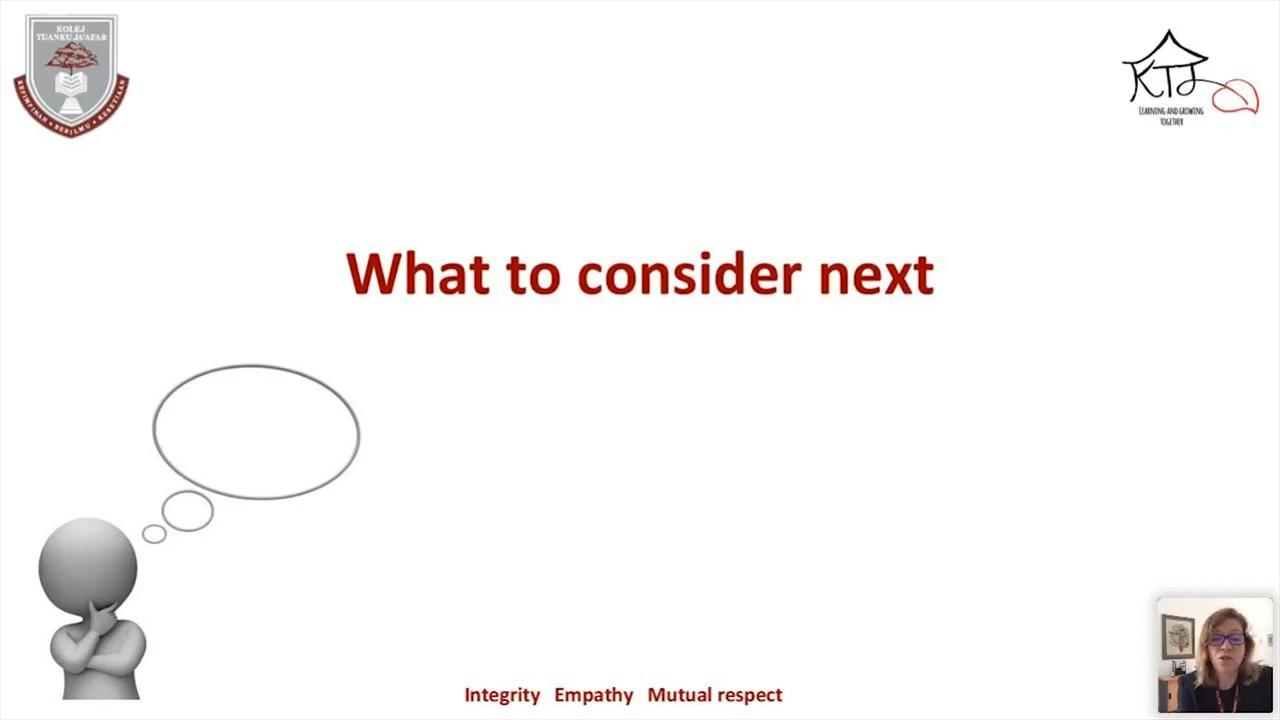 KOLEJ
TUANKU JA'AFAR
KEPIMPINAN • BERILMU • KESETIAAN
KTJ
LEARNING AND GROWING
TOGETHER
What to consider next
Integrity Empathy Mutual respect